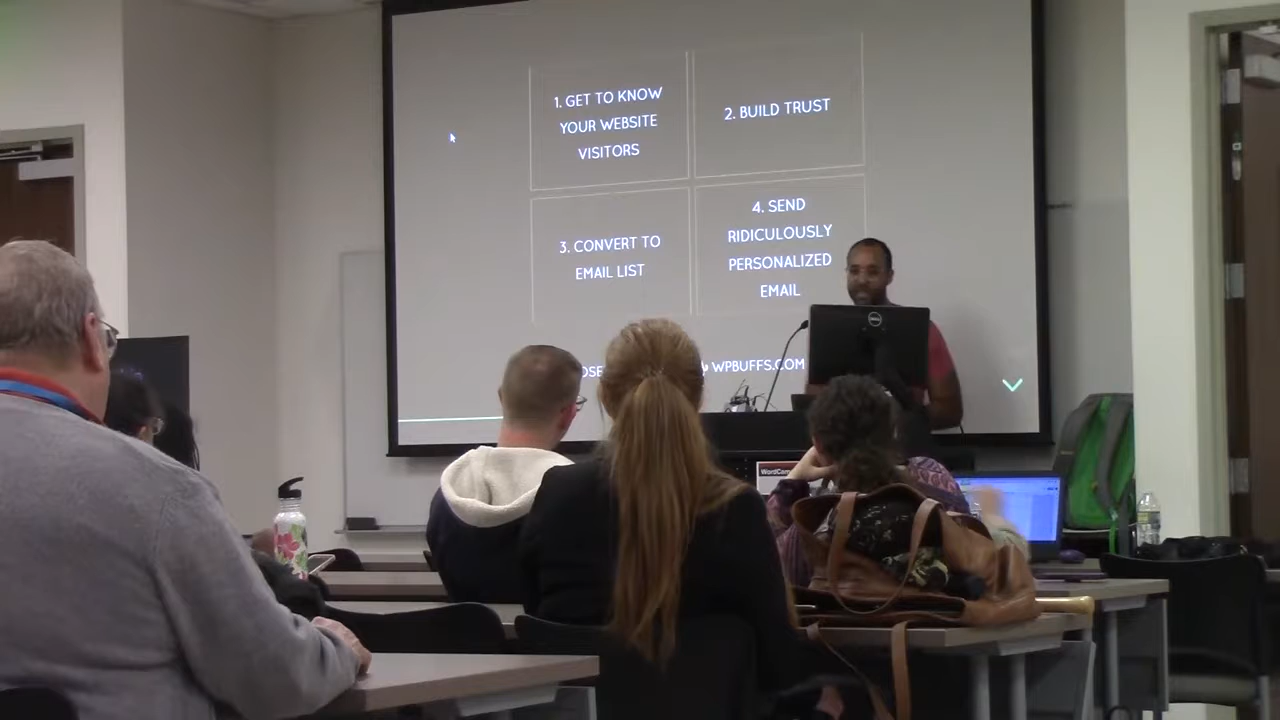 1. GET TO KNOW
YOUR WEBSITE
VISITORS
2. BUILD TRUST
3. CONVERT TO
EMAIL LIST
4. SEND
RIDICULOUSLY
PERSONALIZED
EMAIL
WPBUFFS.COM
DELL